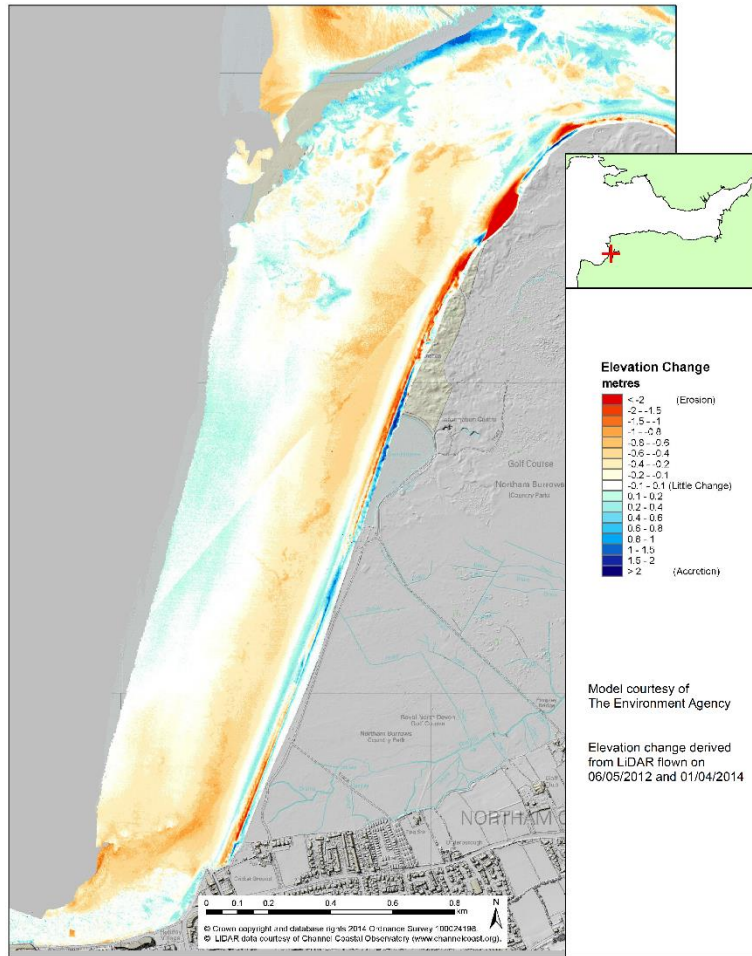 Elevation Change
metres
< -2 (Erosion)
-2 - -1.5
-1.5 - -1
-1 - -0.8
-0.8 - -0.6
-0.6 - -0.4
-0.4 - -0.2
-0.2 - -0.1
-0.1 - 0.1 (Little Change)
0.1 - 0.2
0.2 - 0.4
0.4 - 0.6
0.6 - 0.8
0.8 - 1
1 - 1.5
1.5 - 2
> 2 (Accretion)
Golf Course
Northam Burrows
(Country Park)
Model courtesy of
The Environment Agency
Elevation change derived
from LiDAR flown on
06/05/2012 and 01/04/2014
Golf Course
Northam Burrows
Country Park
NORTHAM
0 0.1 0.2 0.4 0.6 0.8
km
N
© Crown copyright and database rights 2014 Ordnance Survey 100024198.
© LiDAR data courtesy of Channel Coastal Observatory (www.channelcoast.org).